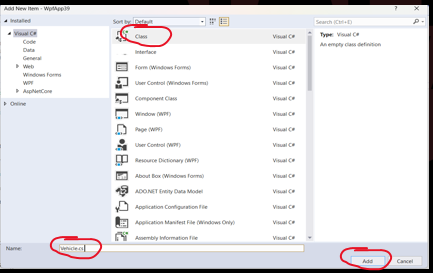 Add New Item - WpfApp39
Installed
Sort by: Default
Search (Ctrl+E)
Visual C#
Code
Data
General
Web
Windows Forms
WPF
AspNetCore
Online
Class Visual C#
Interface Visual C#
Form (Windows Forms) Visual C#
User Control (Windows Forms) Visual C#
Component Class Visual C#
Window (WPF) Visual C#
Page (WPF) Visual C#
User Control (WPF) Visual C#
Resource Dictionary (WPF) Visual C#
About Box (Windows Forms) Visual C#
ADO.NET Entity Data Model Visual C#
Application Configuration File Visual C#
Application Manifest File (Windows Only) Visual C#
Assembly Information File Visual C#
Type: Visual C#
An empty class definition
Name: Vehicle.cs
Add Cancel